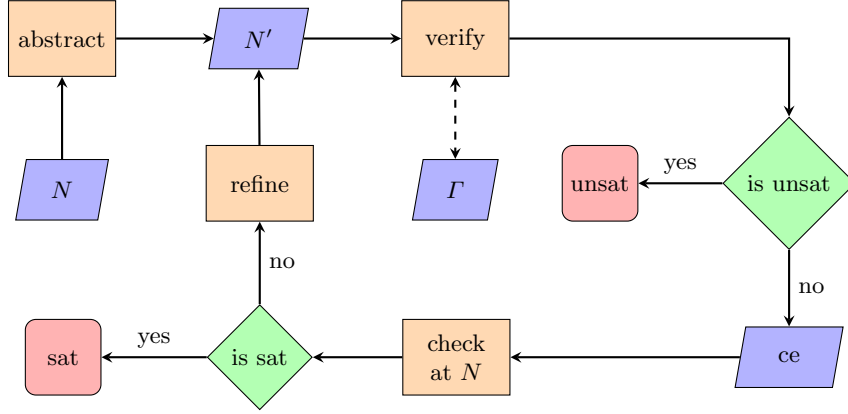 abstract
N′
verify
N
refine
Γ
unsat
yes
is unsat
no
no
sat
yes
is sat
check
at N
ce